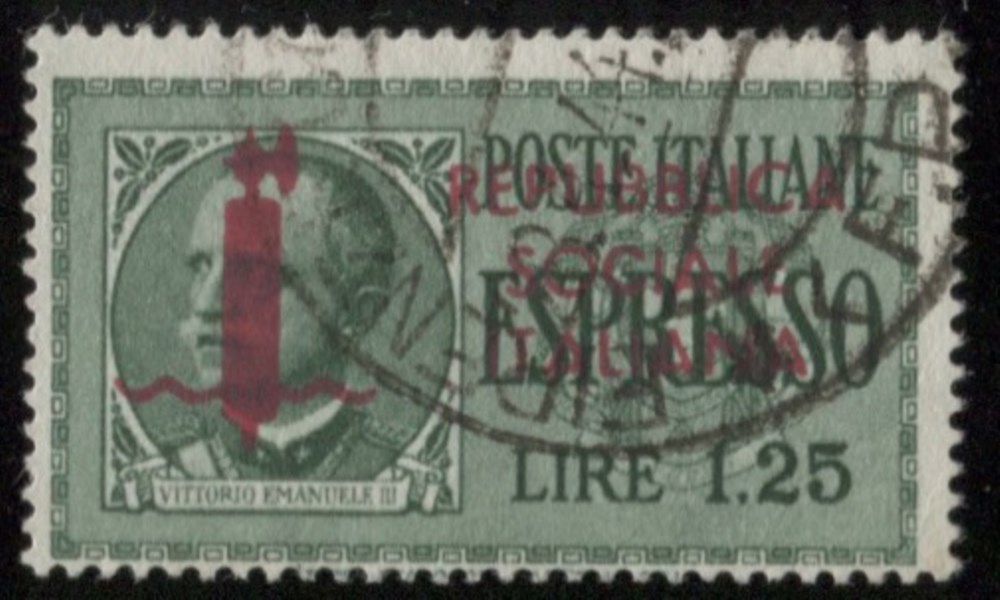 POSTE ITALIANE
REPUBBLICA
SOCIALE
ESPRESSO
ITALIANA
LIRE 1.25
VITTORIO EMANUELE III